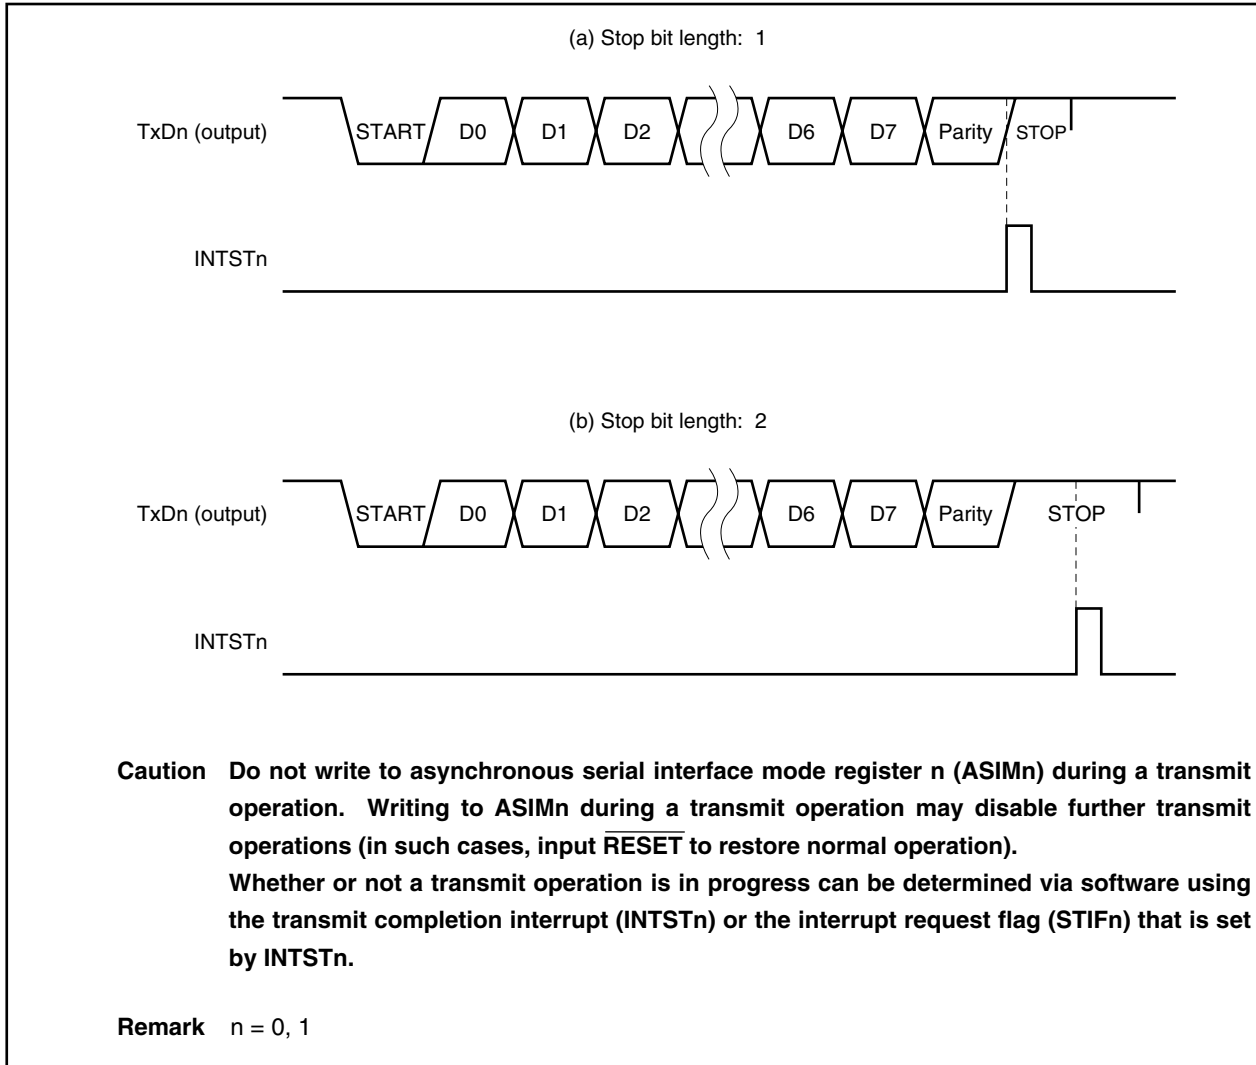 (a) Stop bit length: 1
TxDn (output) START D0 D1 D2 D6 D7 Parity STOP
INTSTn
(b) Stop bit length: 2
TxDn (output) START D0 D1 D2 D6 D7 Parity STOP
INTSTn
Caution Do not write to asynchronous serial interface mode register n (ASIMn) during a transmit
operation. Writing to ASIMn during a transmit operation may disable further transmit
operations (in such cases, input RESET to restore normal operation).
Whether or not a transmit operation is in progress can be determined via software using
the transmit completion interrupt (INTSTn) or the interrupt request flag (STIFn) that is set
by INTSTn.
Remark n = 0, 1